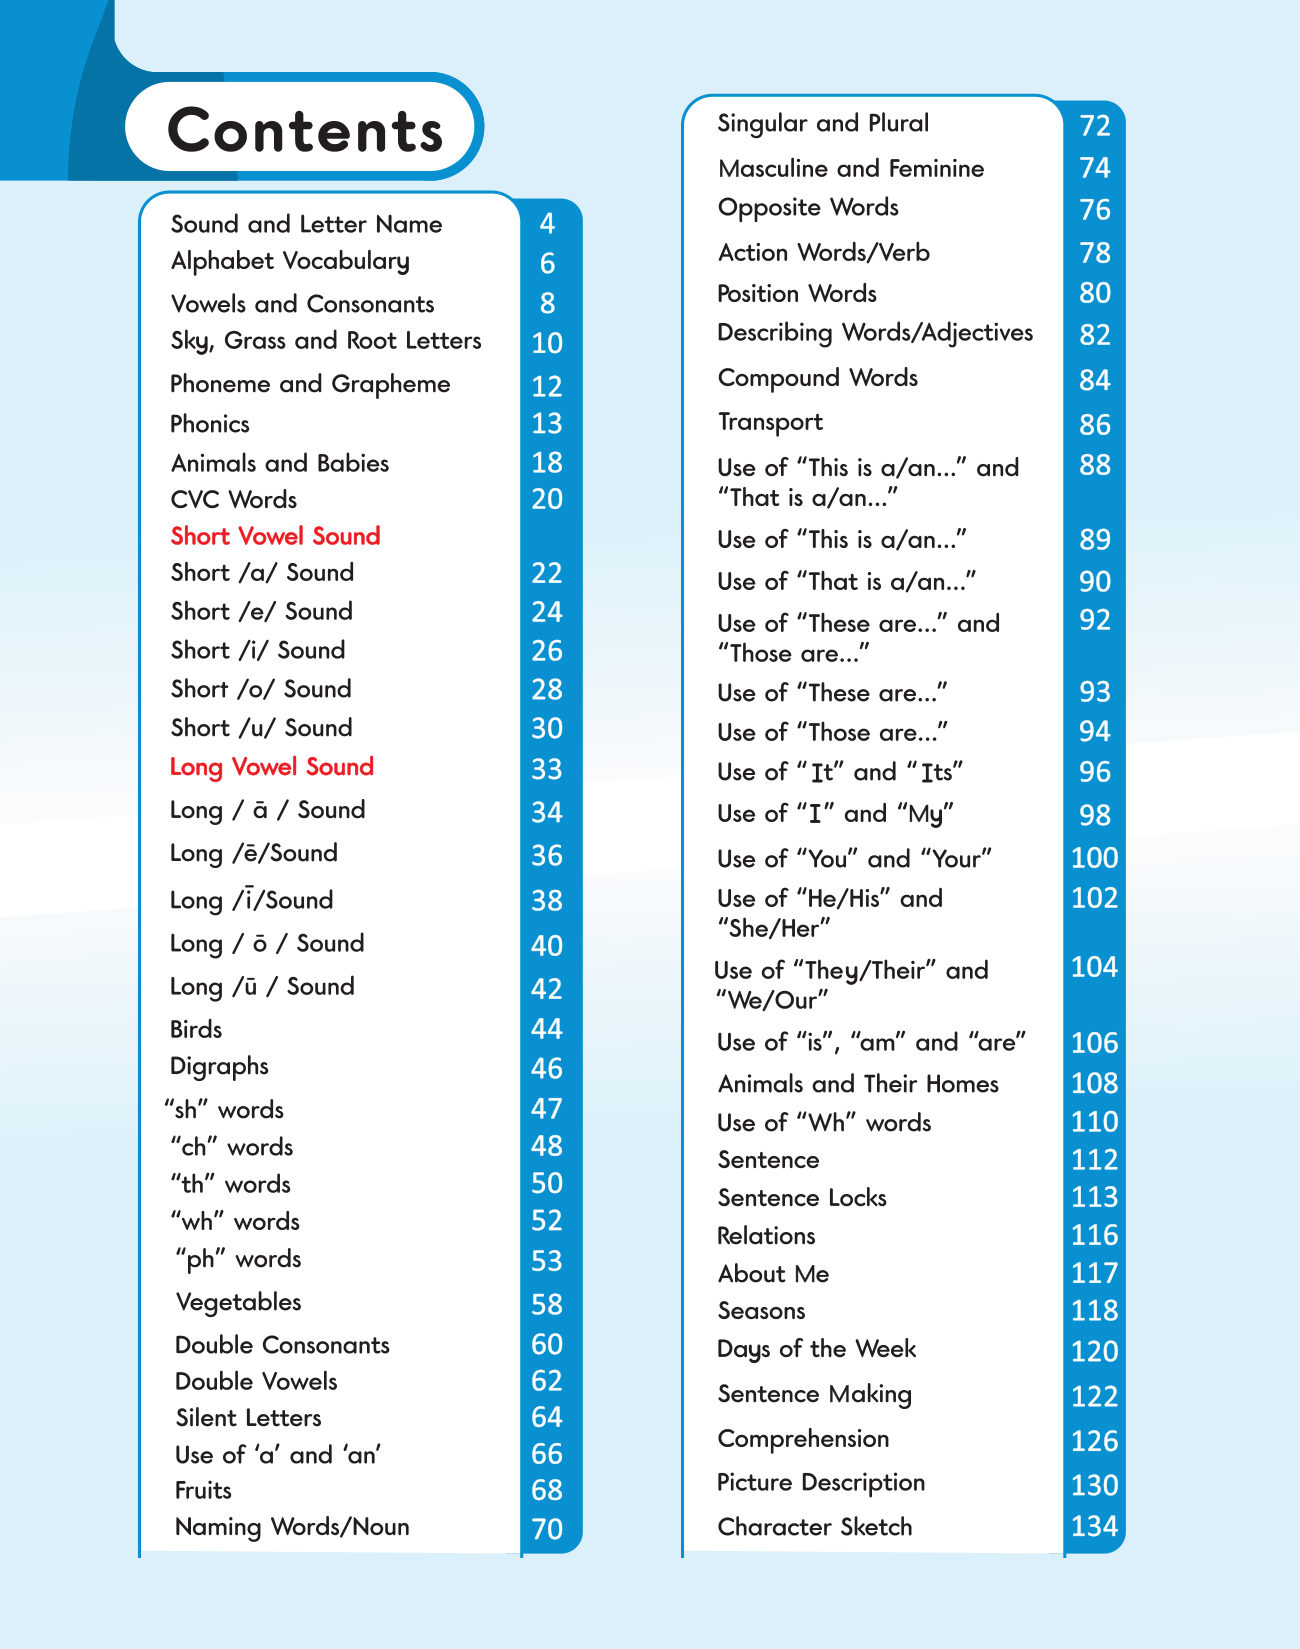 Contents
Sound and Letter Name 4
Alphabet Vocabulary 6
Vowels and Consonants 8
Sky, Grass and Root Letters 10
Phoneme and Grapheme 12
Phonics 13
Animals and Babies 18
CVC Words 20
Short Vowel Sound
Short /a/ Sound 22
Short /e/ Sound 24
Short /i/ Sound 26
Short /o/ Sound 28
Short /u/ Sound 30
Long Vowel Sound 33
Long / ā / Sound 34
Long /ē/Sound 36
Long /ī/Sound 38
Long / ō / Sound 40
Long /ū / Sound 42
Birds 44
Digraphs 46
“sh” words 47
“ch” words 48
“th” words 50
“wh” words 52
“ph” words 53
Vegetables 58
Double Consonants 60
Double Vowels 62
Silent Letters 64
Use of ‘a’ and ‘an’ 66
Fruits 68
Naming Words/Noun 70
Singular and Plural 72
Masculine and Feminine 74
Opposite Words 76
Action Words/Verb 78
Position Words 80
Describing Words/Adjectives 82
Compound Words 84
Transport 86
Use of “This is a/an...” and 88
“That is a/an...”
Use of “This is a/an...” 89
Use of “That is a/an...” 90
Use of “These are...” and 92
“Those are...”
Use of “These are...” 93
Use of “Those are...” 94
Use of “It” and “Its” 96
Use of “I” and “My” 98
Use of “You” and “Your” 100
Use of “He/His” and 102
“She/Her”
Use of “They/Their” and 104
“We/Our”
Use of “is”, “am” and “are” 106
Animals and Their Homes 108
Use of “Wh” words 110
Sentence 112
Sentence Locks 113
Relations 116
About Me 117
Seasons 118
Days of the Week 120
Sentence Making 122
Comprehension 126
Picture Description 130
Character Sketch 134